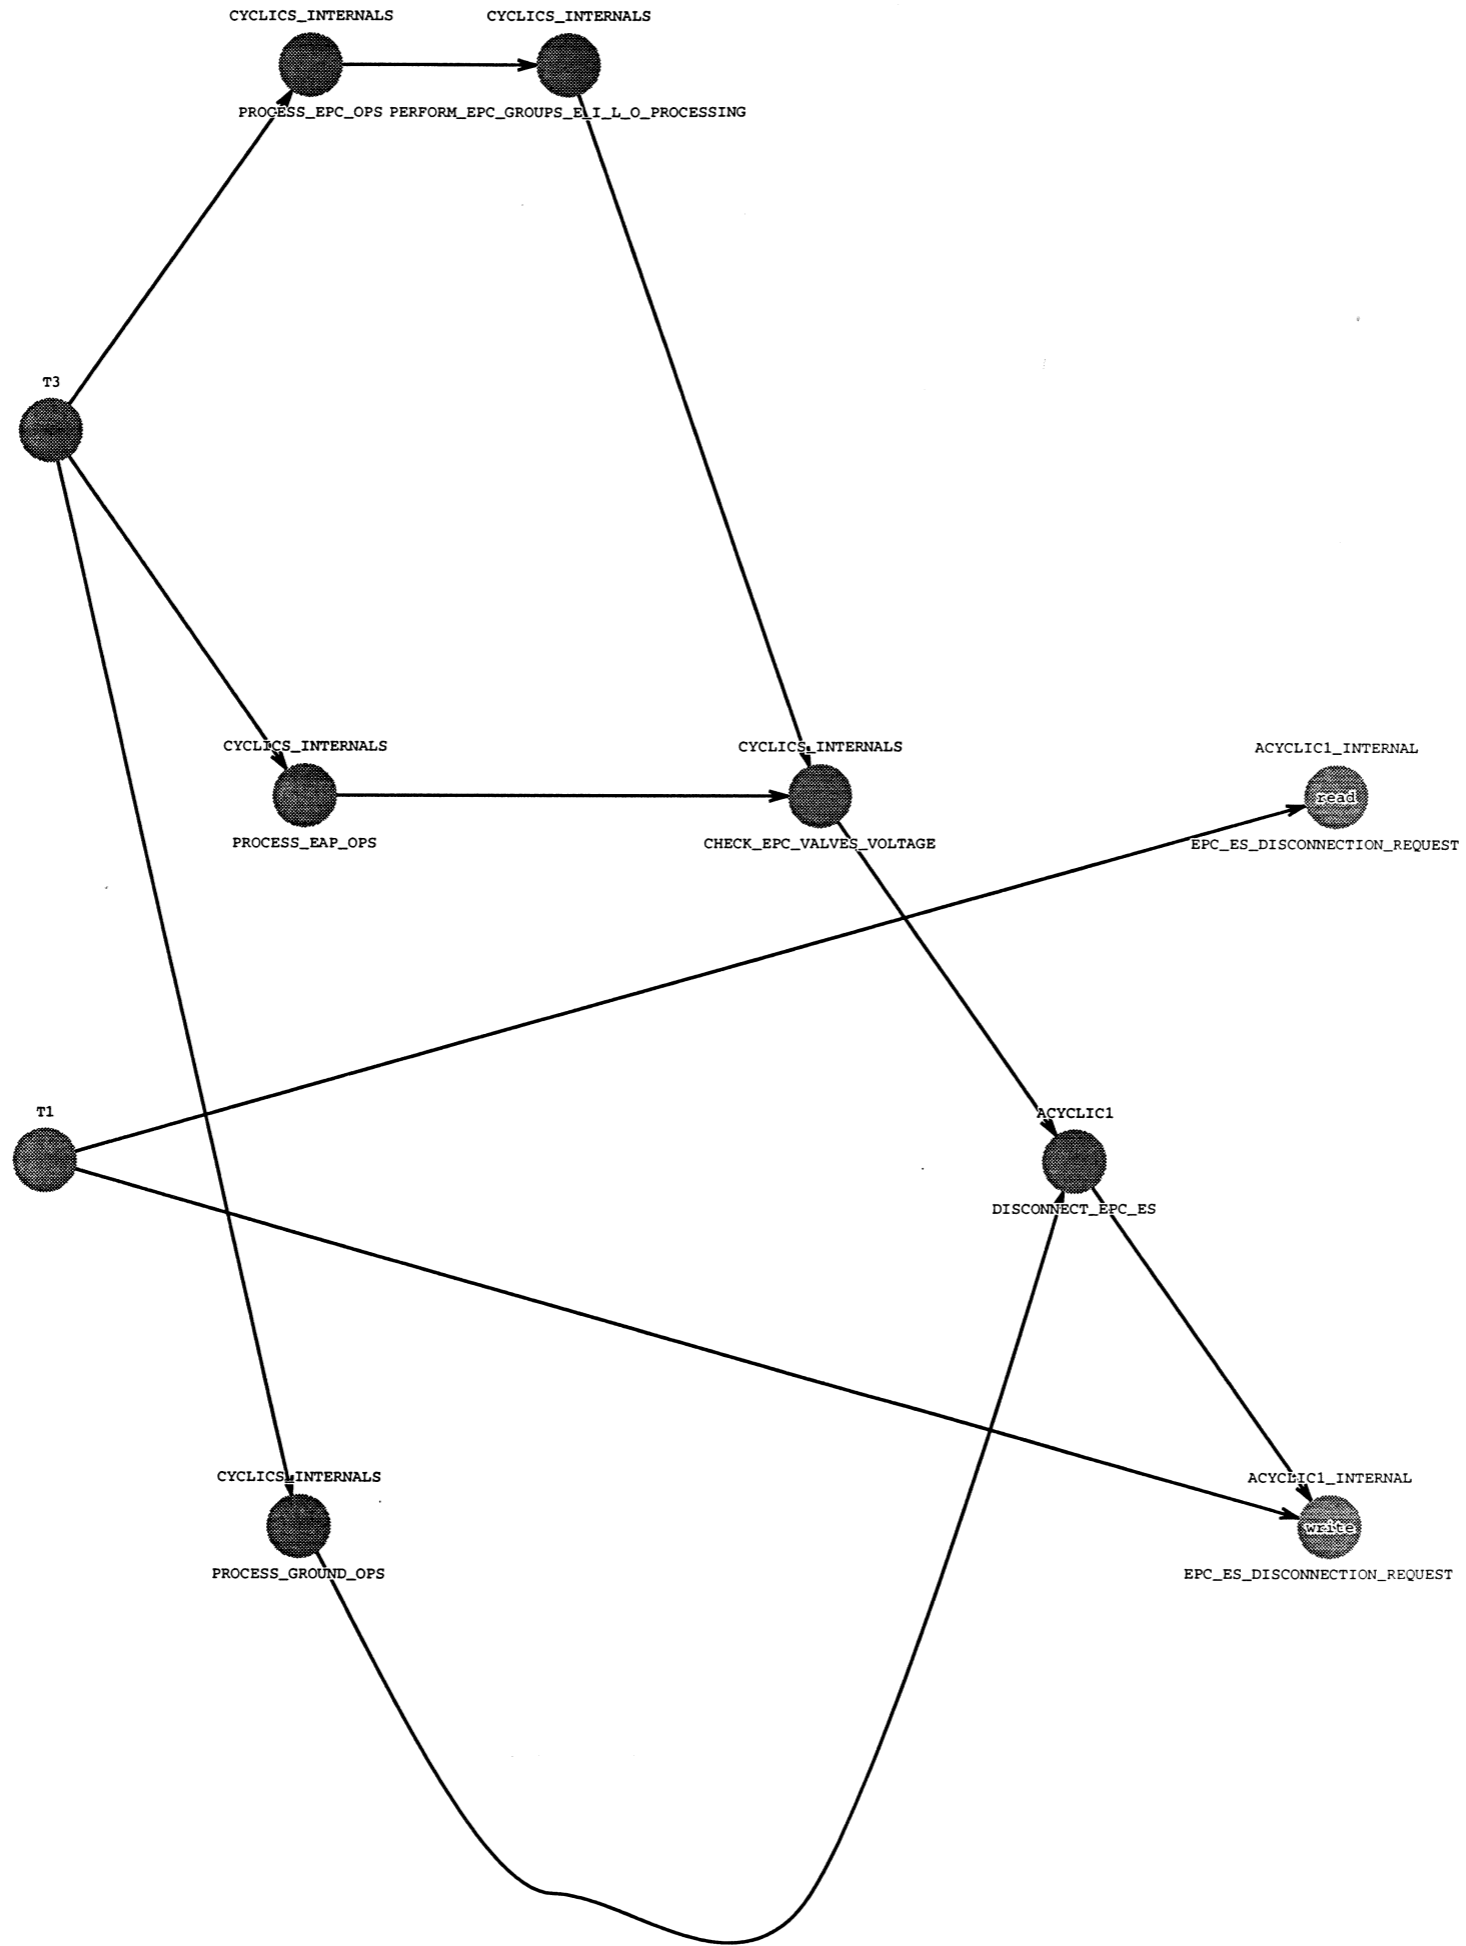 CYCLICS_INTERNALS CYCLICS_INTERNALS
PROCESS_EPC_OPS PERFORM_EPC_GROUPS_E_I_L_O_PROCESSING
T3
CYCLICS_INTERNALS CYCLICS_INTERNALS ACYCLIC1_INTERNAL
read
PROCESS_EAP_OPS CHECK_EPC_VALVES_VOLTAGE EPC_ES_DISCONNECTION_REQUEST
T1 ACYCLIC1
DISCONNECT_EPC_ES
CYCLICS_INTERNALS ACYCLIC1_INTERNAL
write
PROCESS_GROUND_OPS EPC_ES_DISCONNECTION_REQUEST